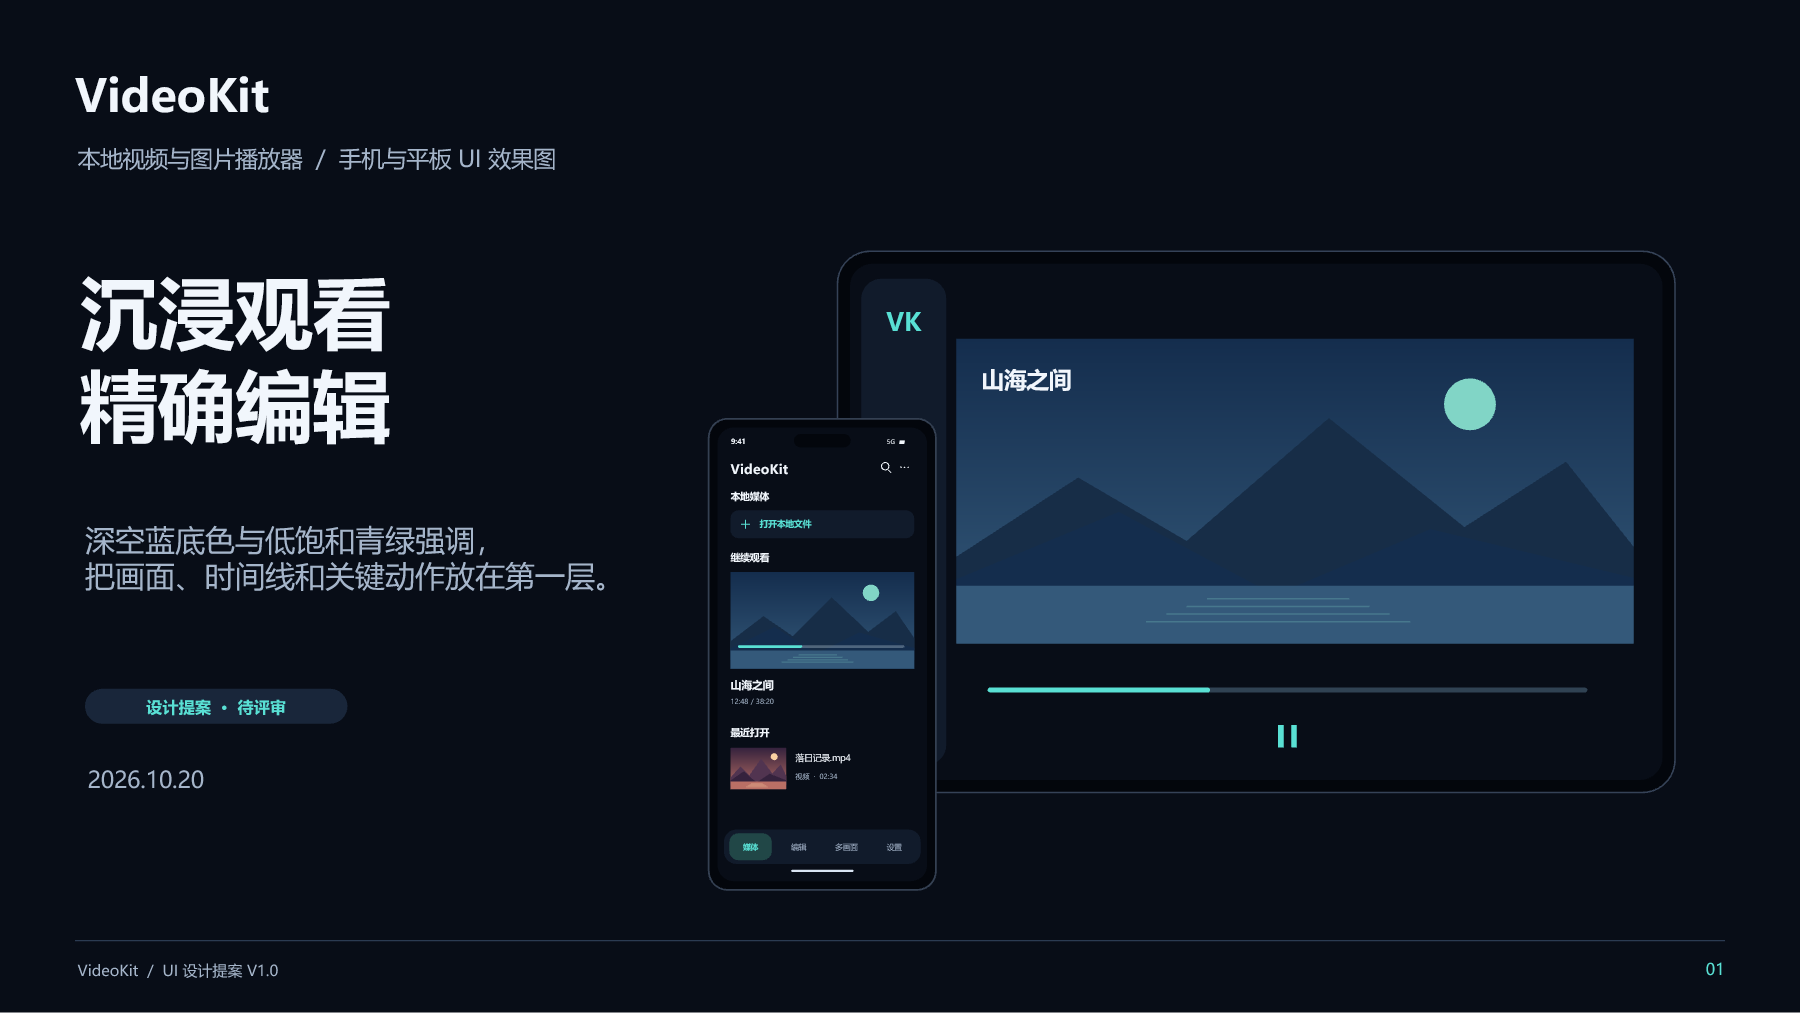 VideoKit
本地视频与图片播放器 / 手机与平板 UI 效果图
沉浸观看
精确编辑
深空蓝底色与低饱和青绿强调，
把画面、时间线和关键动作放在第一层。
设计提案 · 待评审
2026.10.20
VK
山海之间
9:41
5G
VideoKit
本地媒体
打开本地文件
继续观看
山海之间
12:48 / 38:20
最近打开
落日记录.mp4
视频 · 02:34
媒体 编辑 多画面 设置
VideoKit / UI 设计提案 V1.0
01